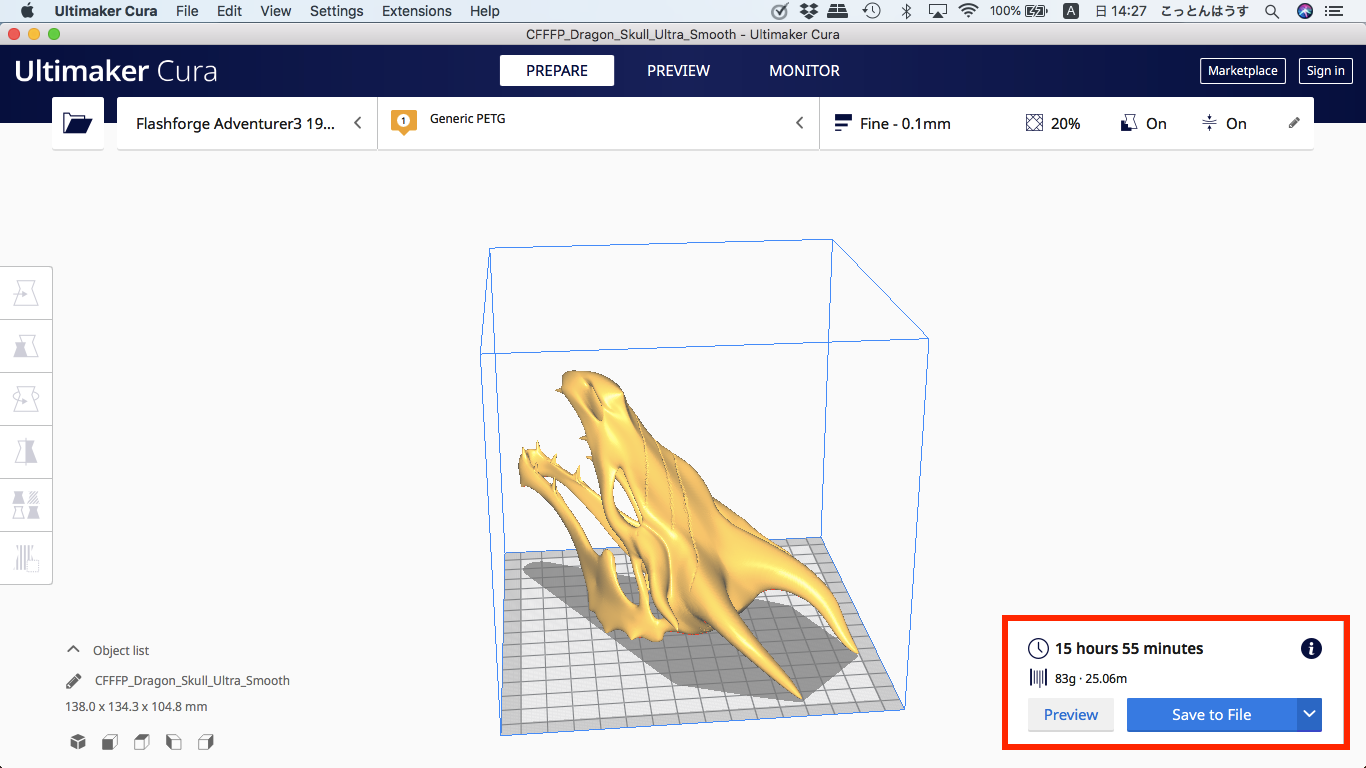 Ultimaker Cura File Edit View Settings Extensions Help 100% A 日 14:27 こっとんはうす
CFFFP_Dragon_Skull_Ultra_Smooth - Ultimaker Cura
Ultimaker Cura PREPARE PREVIEW MONITOR Marketplace Sign in
Flashforge Adventurer3 19... 1 Generic PETG Fine - 0.1mm 20% On On
15 hours 55 minutes
83g · 25.06m
Preview Save to File
Object list
CFFFP_Dragon_Skull_Ultra_Smooth
138.0 x 134.3 x 104.8 mm